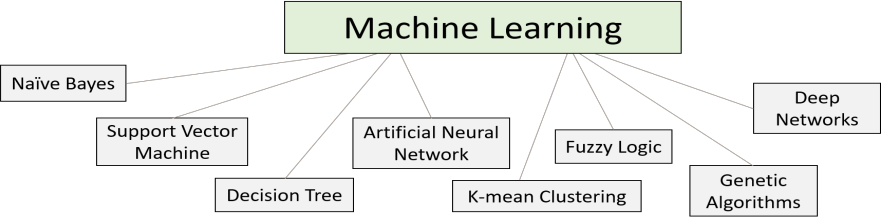 Machine Learning
Naïve Bayes
Support Vector
Machine
Decision Tree
Artificial Neural
Network
K-mean Clustering
Fuzzy Logic
Genetic
Algorithms
Deep
Networks